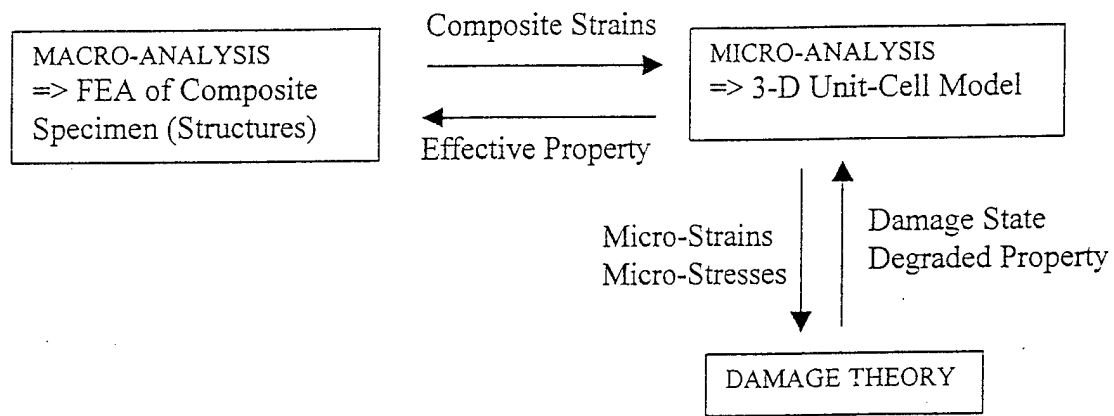 Composite Strains
MACRO-ANALYSIS
=> FEA of Composite
Specimen (Structures)
MICRO-ANALYSIS
=> 3-D Unit-Cell Model
Effective Property
Micro-Strains
Micro-Stresses
Damage State
Degraded Property
DAMAGE THEORY